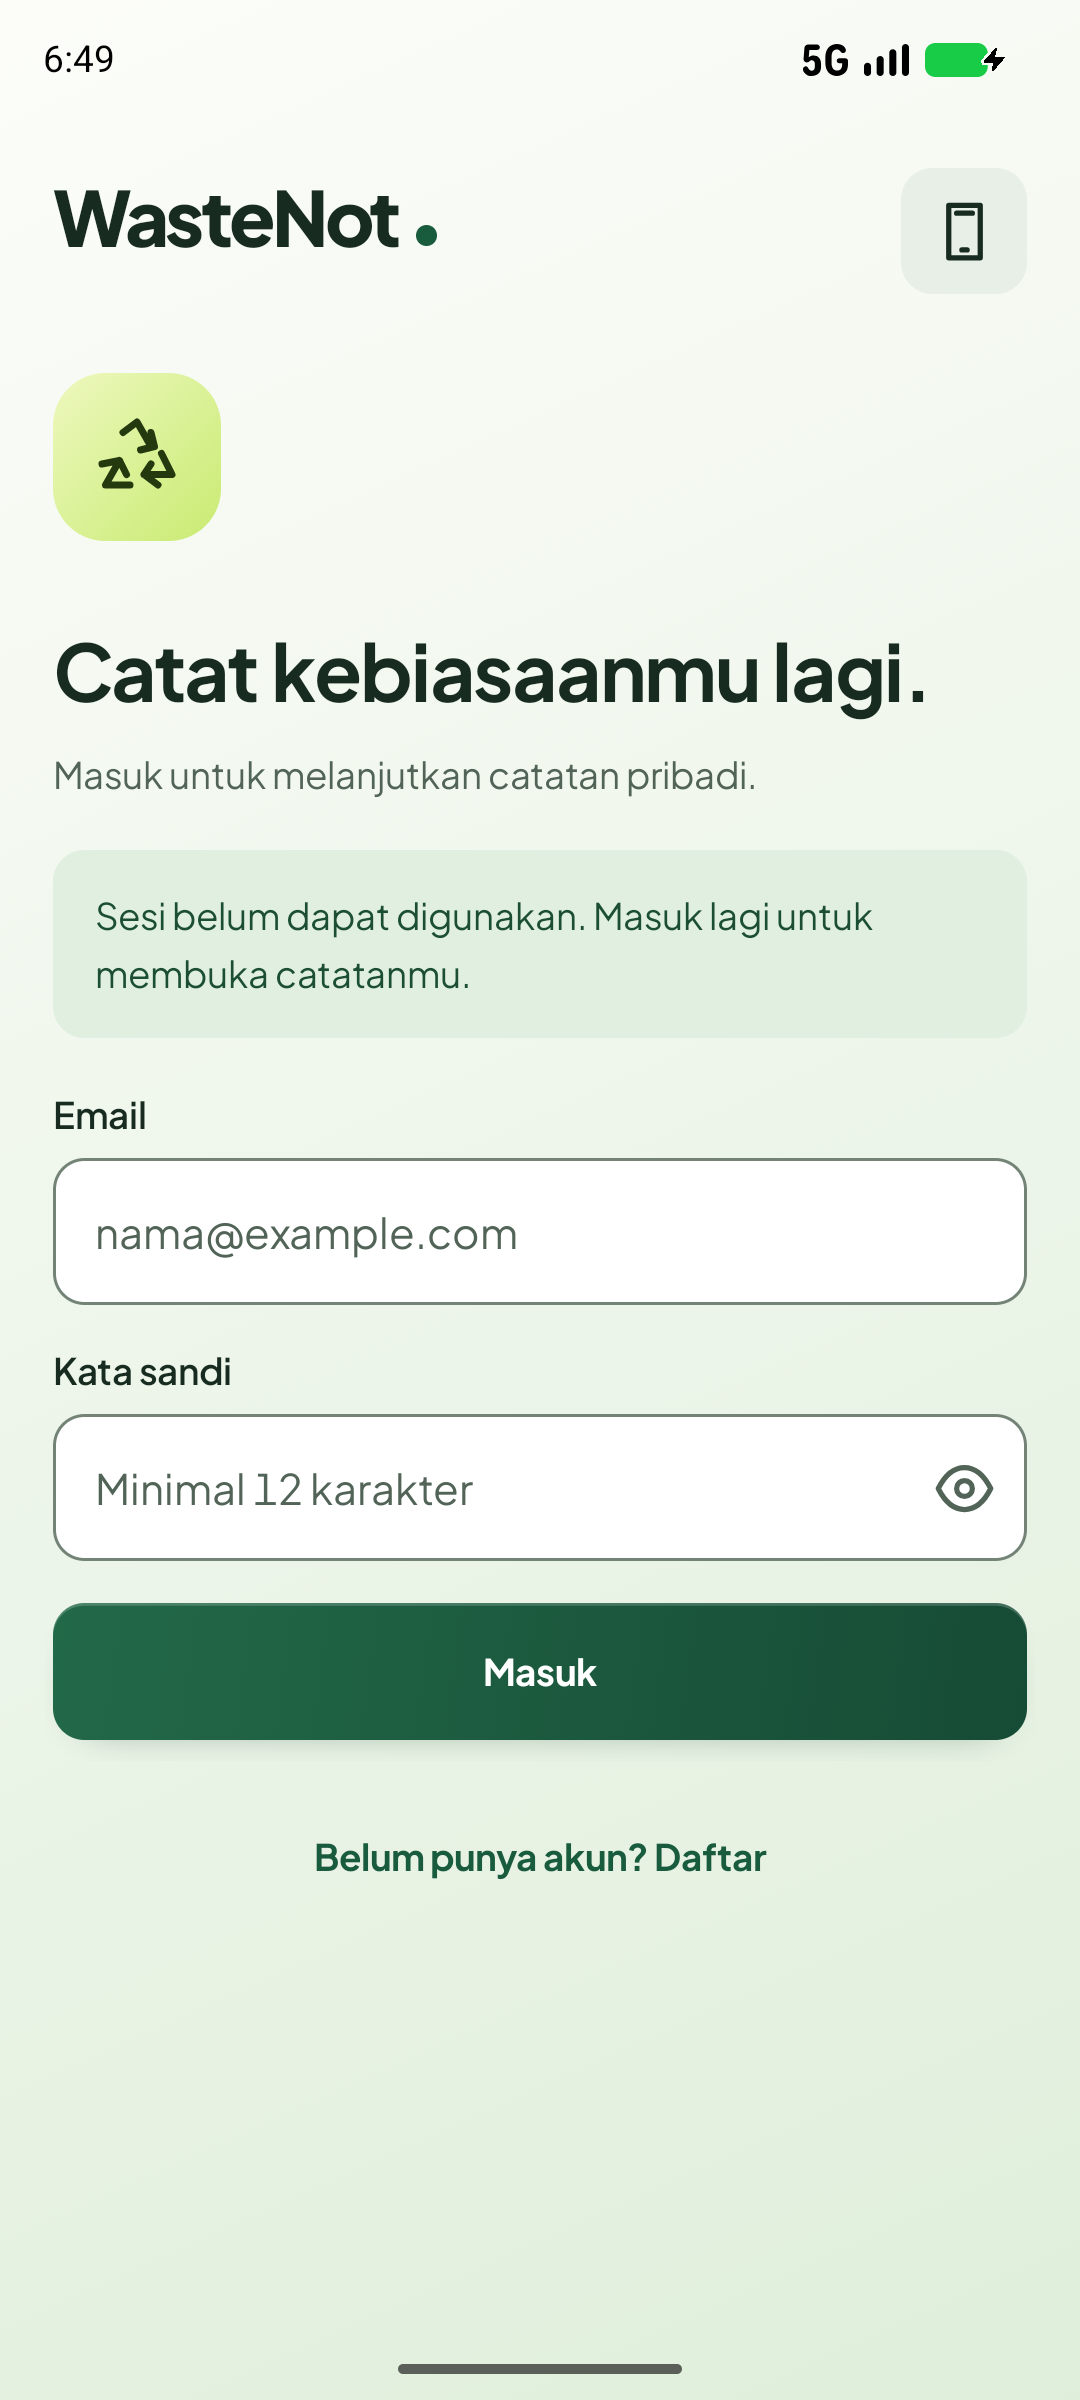 6:49
5G
WasteNot
Catat kebiasaanmu lagi.
Masuk untuk melanjutkan catatan pribadi.
Sesi belum dapat digunakan. Masuk lagi untuk
membuka catatanmu.
Email
nama@example.com
Kata sandi
Minimal 12 karakter
Masuk
Belum punya akun? Daftar